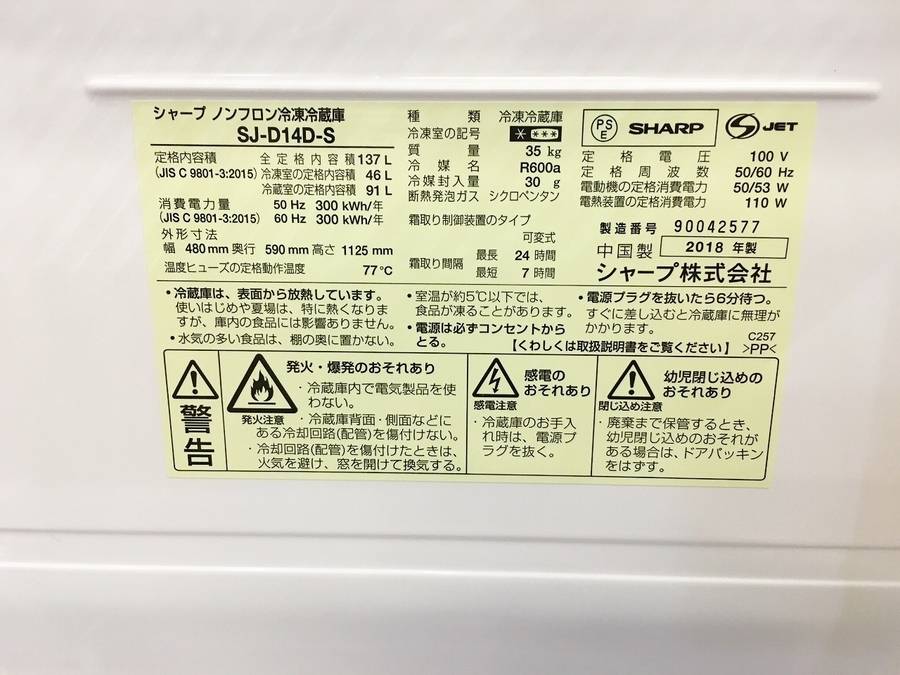 シャープ ノンフロン冷凍冷蔵庫
SJ-D14D-S
定格内容積 全定格内容積 137 L
(JIS C 9801-3:2015) 冷凍室の定格内容積 46 L
冷蔵室の定格内容積 91 L
消費電力量 50 Hz 300 kWh/年
(JIS C 9801-3:2015) 60 Hz 300 kWh/年
外形寸法
幅 480 mm 奥行 590 mm 高さ 1125 mm
温度ヒューズの定格動作温度 77℃
種類 冷凍冷蔵庫
冷凍室の記号 * ***
質量 35 kg
冷媒名 R600a
冷媒封入量 30 g
断熱発泡ガス シクロペンタン
霜取り制御装置のタイプ
可変式
霜取り間隔 最長 24 時間
最短 7 時間
PS E SHARP S JET
定格電圧 100 V
定格周波数 50/60 Hz
電動機の定格消費電力 50/53 W
電熱装置の定格消費電力 110 W
製造番号 90042577
中国製 2018 年製
シャープ株式会社
・冷蔵庫は、表面から放熱しています。
使いはじめや夏場は、特に熱くなりま
すが、庫内の食品には影響ありません。
・水気の多い食品は、棚の奥に置かない。
・室温が約5℃以下では、
食品が凍ることがあります。
・電源は必ずコンセントから
とる。
・電源プラグを抜いたら6分待つ。
すぐに差し込むと冷蔵庫に無理が
かかります。
【くわしくは取扱説明書をご覧ください】
C257
>PP<
警告
発火・爆発のおそれあり
発火注意
・冷蔵庫内で電気製品を使
わない。
・冷蔵庫背面・側面などに
ある冷却回路(配管)を傷付けない。
・冷却回路(配管)を傷付けたときは、
火気を避け、窓を開けて換気する。
感電の
おそれあり
感電注意
・冷蔵庫のお手入
れ時は、電源プ
ラグを抜く。
幼児閉じ込めの
おそれあり
閉じ込め注意
・廃棄まで保管するとき、
幼児閉じ込めのおそれが
ある場合は、ドアパッキン
をはずす。